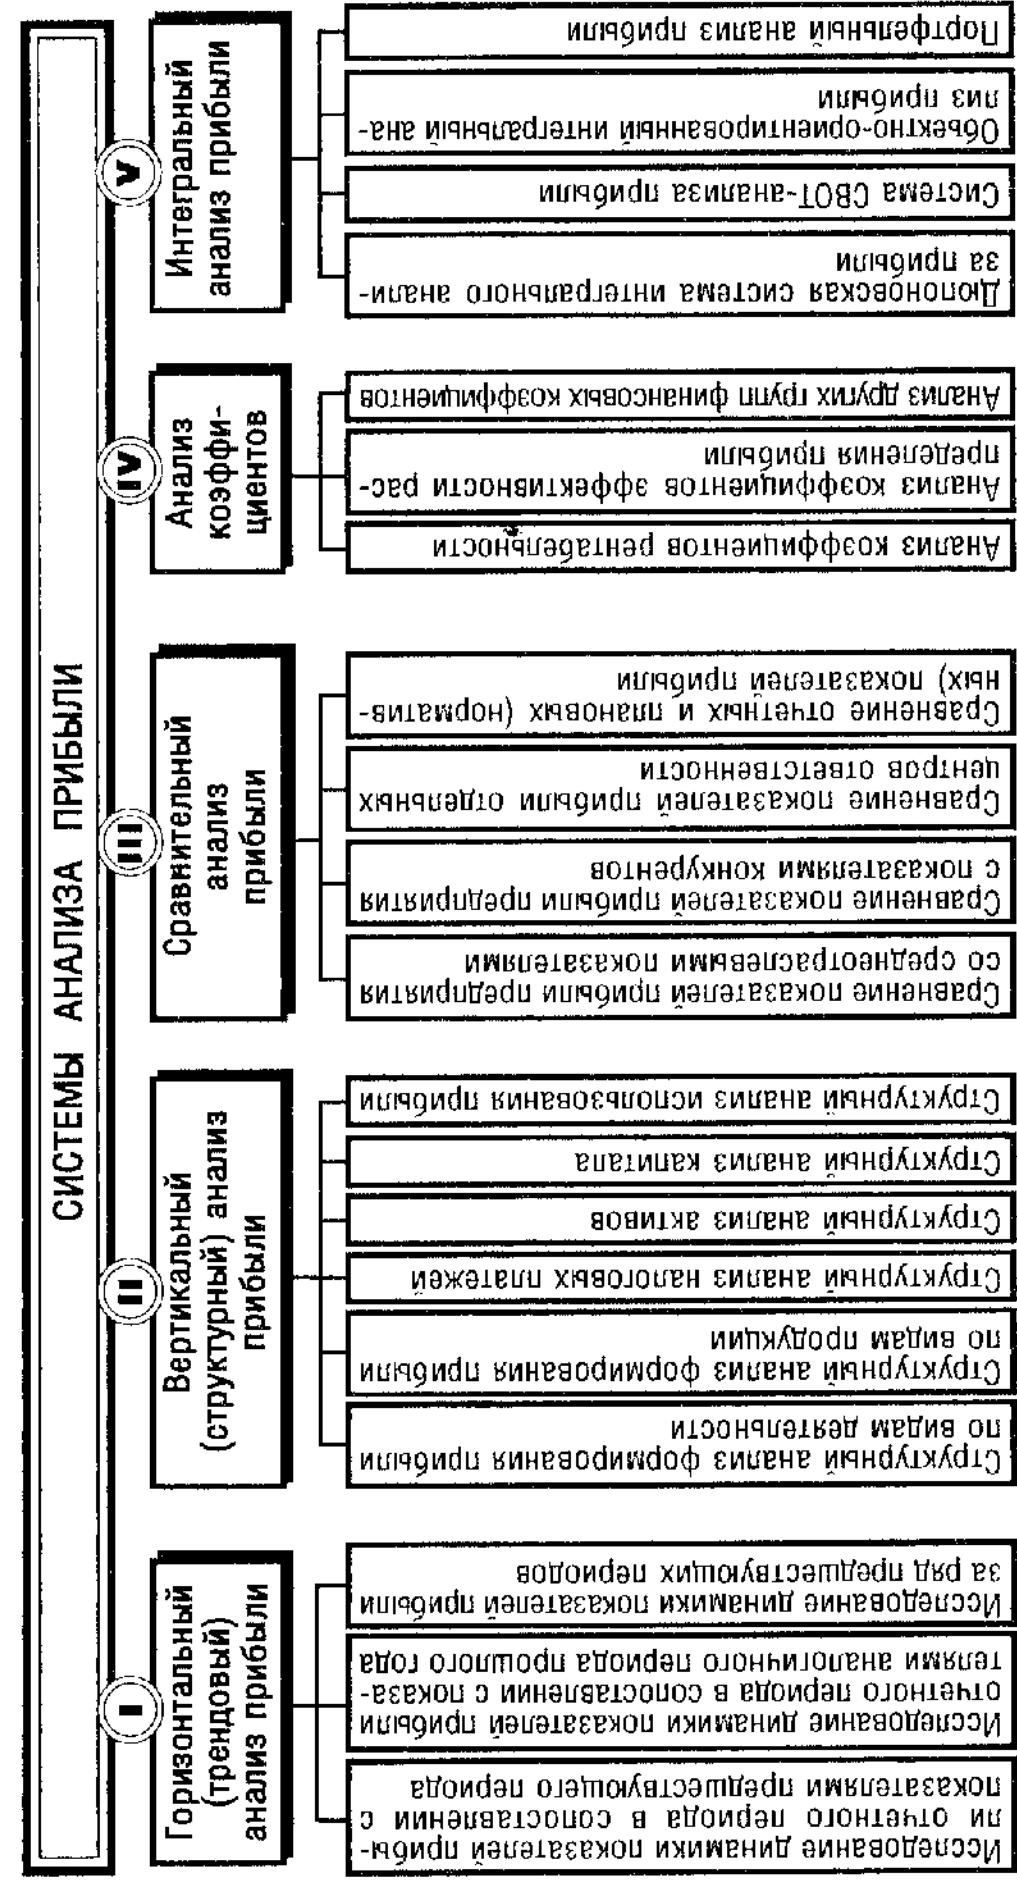 СИСТЕМЫ АНАЛИЗА ПРИБЫЛИ
I
Горизонтальный
(трендовый)
анализ прибыли
Исследование динамики показателей прибы-
ли отчетного периода в сопоставлении с
показателями предшествующего периода
Исследование динамики показателей прибыли
отчетного периода в сопоставлении с показа-
телями аналогичного периода прошлого года
Исследование динамики показателей прибыли
за ряд предшествующих периодов
II
Вертикальный
(структурный) анализ
прибыли
Структурный анализ формирования прибыли
по видам деятельности
Структурный анализ формирования прибыли
по видам продукции
Структурный анализ налоговых платежей
Структурный анализ активов
Структурный анализ капитала
Структурный анализ использования прибыли
III
Сравнительный
анализ
прибыли
Сравнение показателей прибыли предприятия
со среднеотраслевыми показателями
Сравнение показателей прибыли предприятия
с показателями конкурентов
Сравнение показателей прибыли отдельных
центров ответственности
Сравнение отчетных и плановых (норматив-
ных) показателей прибыли
IV
Анализ
коэффи-
циентов
Анализ коэффициентов рентабельности
Анализ коэффициентов эффективности рас-
пределения прибыли
Анализ других групп финансовых коэффициентов
V
Интегральный
анализ прибыли
Дюпоновская система интегрального анали-
за прибыли
Система СВОТ-анализа прибыли
Объектно-ориентированный интегральный ана-
лиз прибыли
Портфельный анализ прибыли